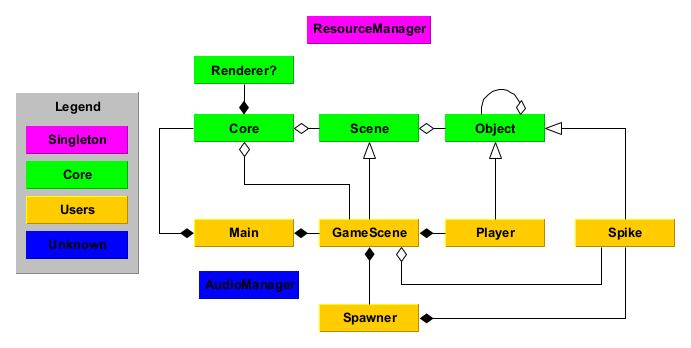 ResourceManager
Renderer?
Legend
Singleton
Core
Users
Unknown
Core
Scene
Object
Main
GameScene
Player
Spike
AudioManager
Spawner